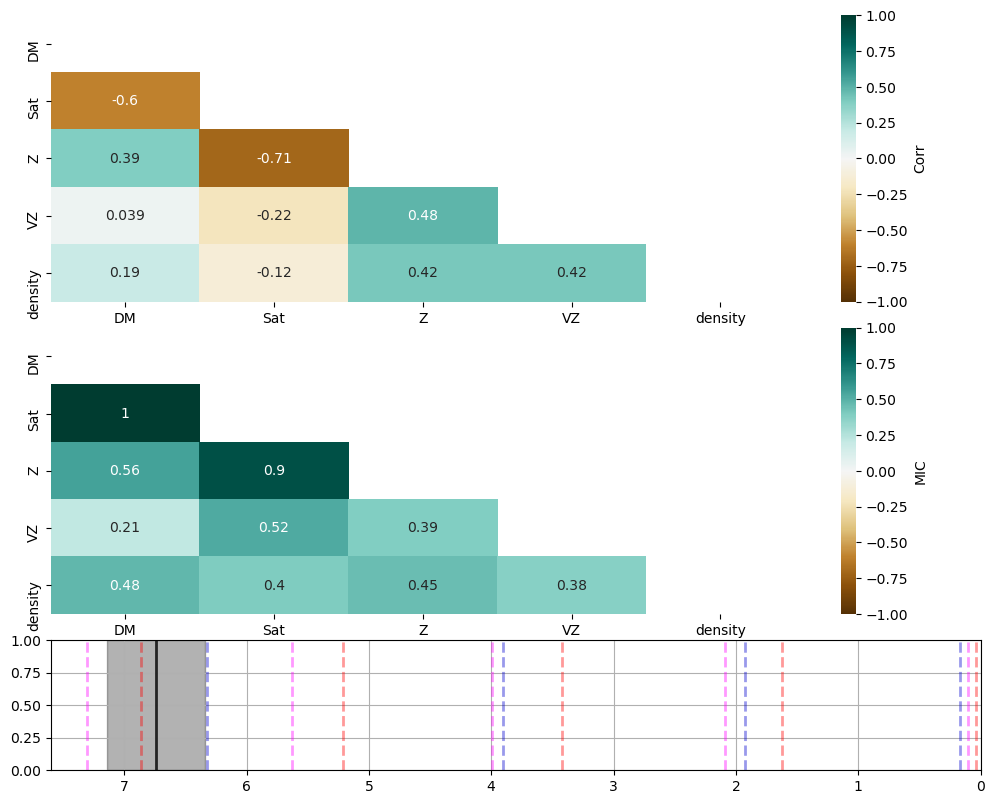 DM
Sat -0.6
Z 0.39 -0.71
VZ 0.039 -0.22 0.48
density 0.19 -0.12 0.42 0.42
DM Sat Z VZ density
1.00
0.75
0.50
0.25
0.00
−0.25
−0.50
−0.75
−1.00
Corr
DM
Sat 1
Z 0.56 0.9
VZ 0.21 0.52 0.39
density 0.48 0.4 0.45 0.38
DM Sat Z VZ density
1.00
0.75
0.50
0.25
0.00
−0.25
−0.50
−0.75
−1.00
MIC
1.00
0.75
0.50
0.25
0.00
7 6 5 4 3 2 1 0